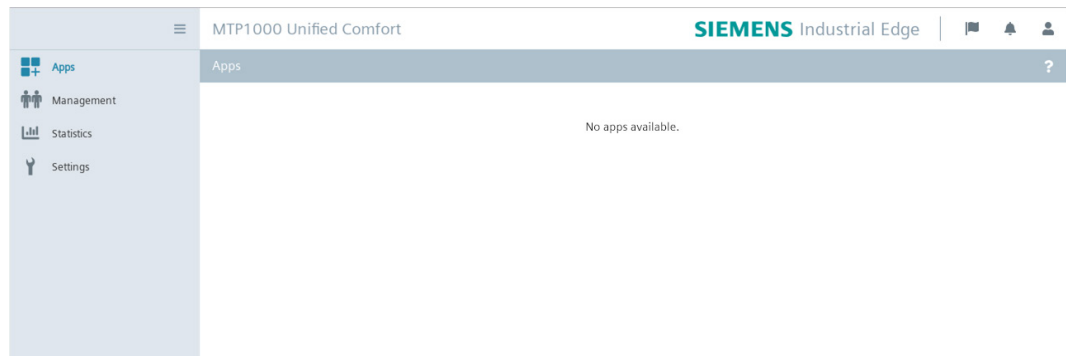 MTP1000 Unified Comfort
SIEMENS Industrial Edge
Apps
?
Apps
Management
Statistics
Settings
No apps available.